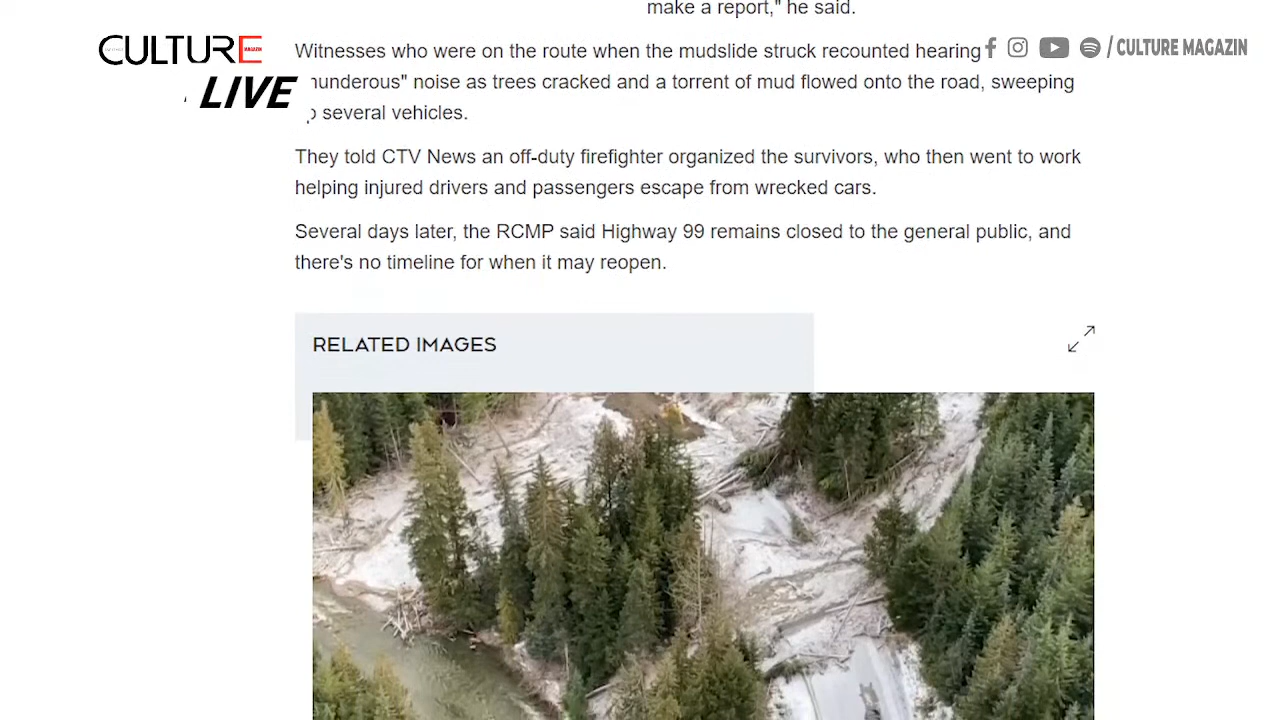 make a report," he said.
CULTURE
MAGAZIN
LIVE
/ CULTURE MAGAZIN
Witnesses who were on the route when the mudslide struck recounted hearing
hunderous" noise as trees cracked and a torrent of mud flowed onto the road, sweeping
several vehicles.
They told CTV News an off-duty firefighter organized the survivors, who then went to work
helping injured drivers and passengers escape from wrecked cars.
Several days later, the RCMP said Highway 99 remains closed to the general public, and
there's no timeline for when it may reopen.
RELATED IMAGES